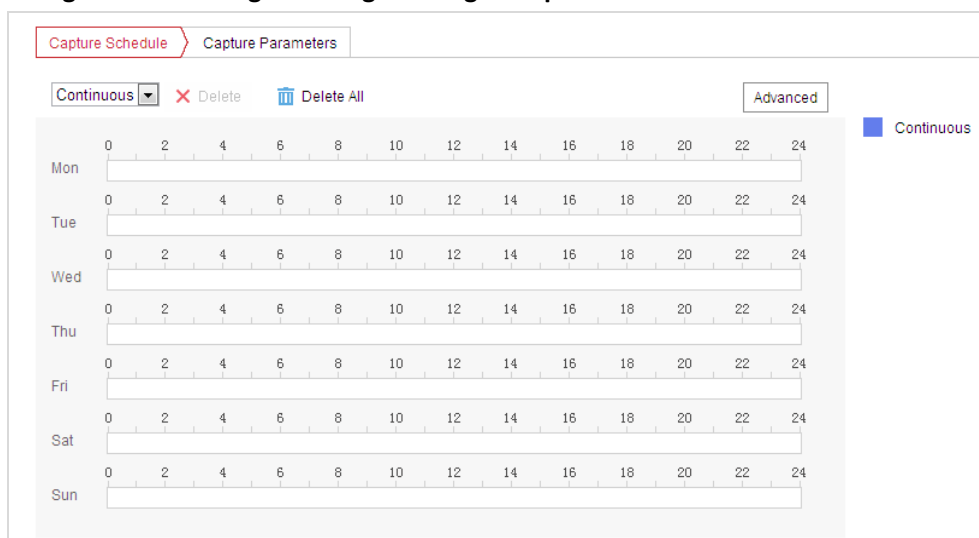 Capture Schedule
Capture Parameters
Continuous
Delete
Delete All
Advanced
Continuous
0 2 4 6 8 10 12 14 16 18 20 22 24
Mon
0 2 4 6 8 10 12 14 16 18 20 22 24
Tue
0 2 4 6 8 10 12 14 16 18 20 22 24
Wed
0 2 4 6 8 10 12 14 16 18 20 22 24
Thu
0 2 4 6 8 10 12 14 16 18 20 22 24
Fri
0 2 4 6 8 10 12 14 16 18 20 22 24
Sat
0 2 4 6 8 10 12 14 16 18 20 22 24
Sun